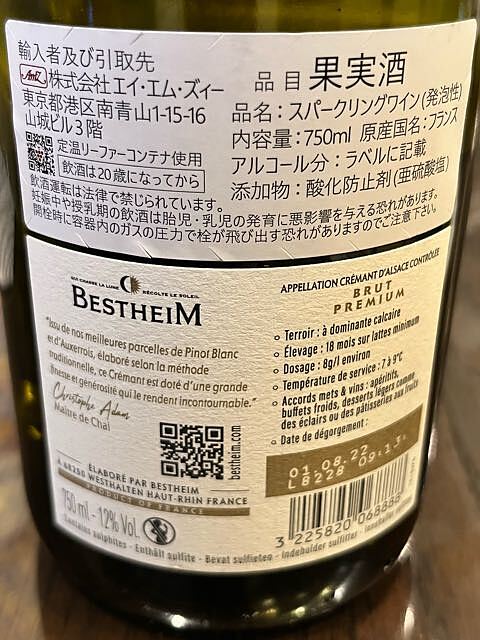 輸入者及び引取先
AMZ 株式会社 エイ・エム・ズィー
東京都港区南青山1-15-16
山城ビル3階
定温リーファーコンテナ使用
飲酒は20歳になってから
品目 果実酒
品名：スパークリングワイン(発泡性)
内容量：750ml 原産国名：フランス
アルコール分：ラベルに記載
添加物：酸化防止剤(亜硫酸塩)
飲酒運転は法律で禁じられています。
妊娠中や授乳期の飲酒は胎児・乳児の発育に悪影響を与える恐れがあります。
開栓時に容器内のガスの圧力で栓が飛び出す恐れがありますのでご注意下さい。
QUI CHASSE LA LUNE RÉCOLTE LE SOLEIL
BESTHEIM
"Issu de nos meilleures parcelles de Pinot Blanc
et d'Auxerrois, élaboré selon la méthode
traditionnelle, ce Crémant est doté d'une grande
finesse et générosité qui le rendent incontournable."
Christophe Adam
Maître de Chai
bestheim.com
ÉLABORÉ PAR BESTHEIM
À 68250 WESTHALTEN HAUT-RHIN FRANCE
PRODUCT OF FRANCE
750 ml - 12% Vol.
APPELLATION CRÉMANT D'ALSACE CONTRÔLÉE
BRUT
PREMIUM
Terroir : à dominante calcaire
Élevage : 18 mois sur lattes minimum
Dosage : 8g/l environ
Température de service : 7 à 9°C
Accords mets & vins : apéritifs,
buffets froids, desserts légers comme
des éclairs ou des pâtisseries aux fruits
Date de dégorgement :
01.08.22
L8228 09:13
3 225820 068888
Contains sulphites - Enthält sulfite - Bevat sulfieten - Indeholder sulfitter